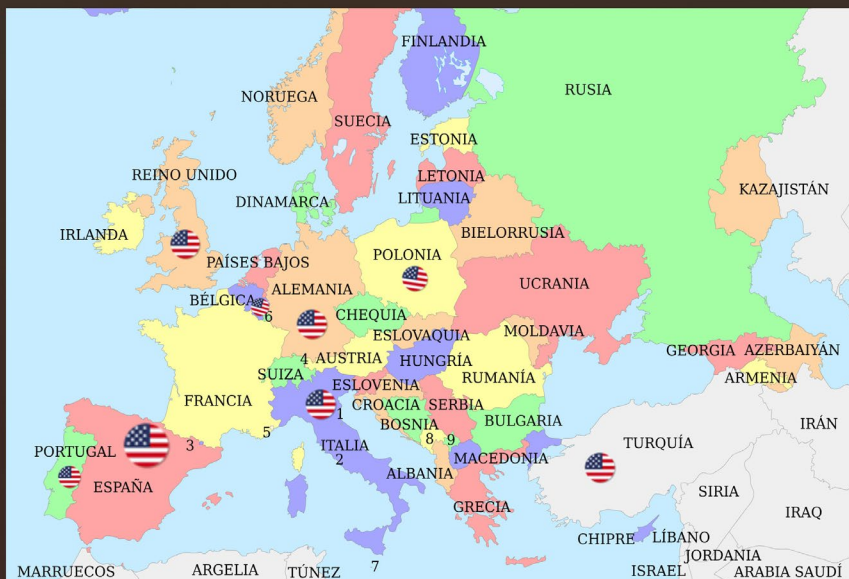 FINLANDIA
RUSIA
NORUEGA
SUECIA
ESTONIA
LETONIA
REINO UNIDO
KAZAJISTÁN
LITUANIA
DINAMARCA
IRLANDA
BIELORRUSIA
POLONIA
PAÍSES BAJOS
UCRANIA
ALEMANIA
BÉLGICA
6
CHEQUIA
MOLDAVIA
ESLOVAQUIA
GEORGIA
AZERBAIYÁN
4
AUSTRIA
HUNGRÍA
SUIZA
RUMANÍA
ARMENIA
ESLOVENIA
FRANCIA
CROACIA
SERBIA
1
BULGARIA
BOSNIA
IRÁN
5
8
9
TURQUÍA
3
ITALIA
PORTUGAL
2
MACEDONIA
ALBANIA
ESPAÑA
SIRIA
GRECIA
IRAQ
CHIPRE
LÍBANO
JORDANIA
7
MARRUECOS
ARGELIA
TÚNEZ
ISRAEL
ARABIA SAUDÍ